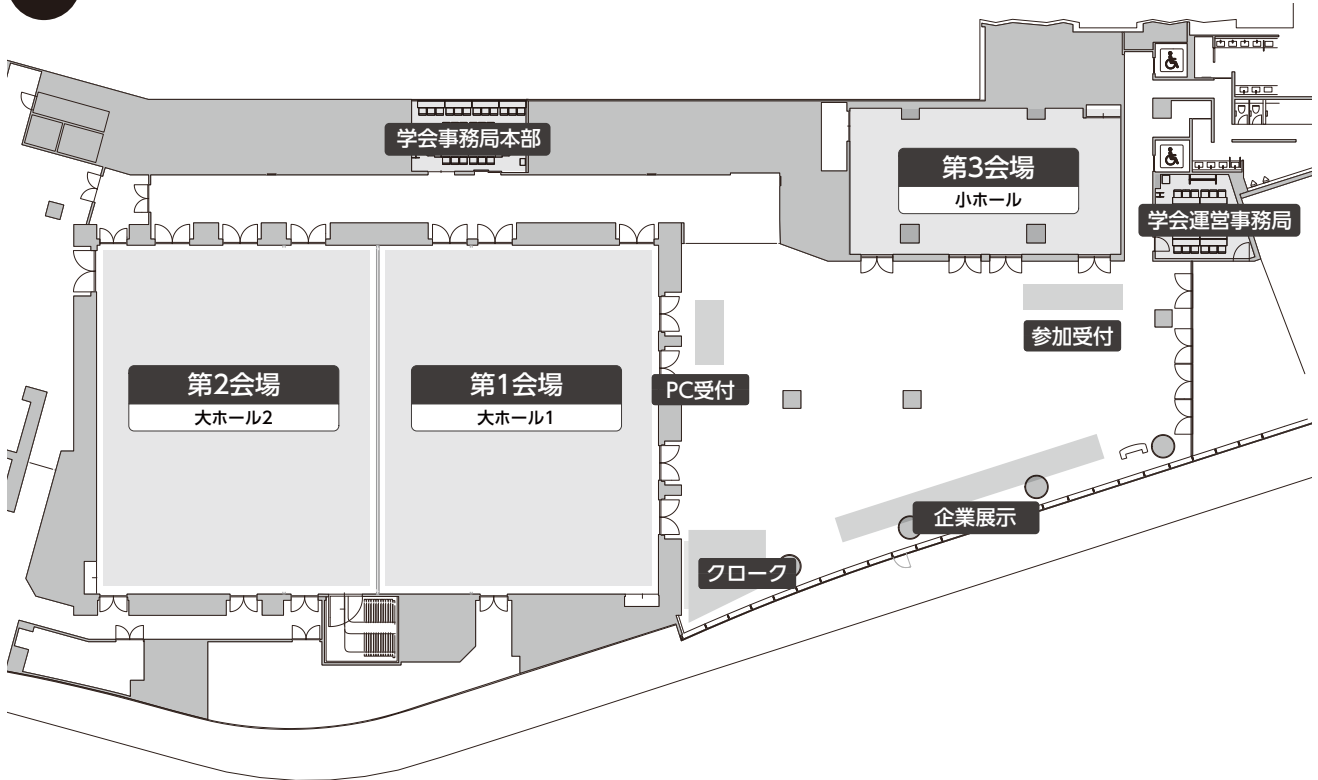 学会事務局本部
第3会場
小ホール
学会運営事務局
参加受付
第2会場
大ホール2
第1会場
大ホール1
PC受付
企業展示
クローク